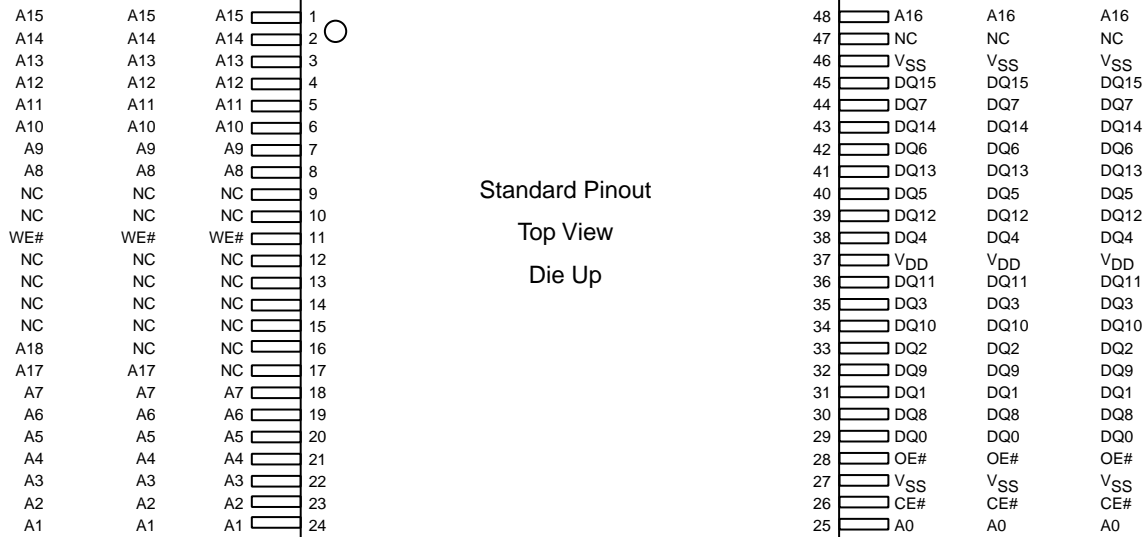 A15 A15 A15 1 48 A16 A16 A16
A14 A14 A14 2 47 NC NC NC
A13 A13 A13 3 46 VSS VSS VSS
A12 A12 A12 4 45 DQ15 DQ15 DQ15
A11 A11 A11 5 44 DQ7 DQ7 DQ7
A10 A10 A10 6 43 DQ14 DQ14 DQ14
A9 A9 A9 7 42 DQ6 DQ6 DQ6
A8 A8 A8 8 41 DQ13 DQ13 DQ13
NC NC NC 9 Standard Pinout 40 DQ5 DQ5 DQ5
NC NC NC 10 39 DQ12 DQ12 DQ12
WE# WE# WE# 11 Top View 38 DQ4 DQ4 DQ4
NC NC NC 12 37 VDD VDD VDD
NC NC NC 13 Die Up 36 DQ11 DQ11 DQ11
NC NC NC 14 35 DQ3 DQ3 DQ3
NC NC NC 15 34 DQ10 DQ10 DQ10
A18 NC NC 16 33 DQ2 DQ2 DQ2
A17 A17 NC 17 32 DQ9 DQ9 DQ9
A7 A7 A7 18 31 DQ1 DQ1 DQ1
A6 A6 A6 19 30 DQ8 DQ8 DQ8
A5 A5 A5 20 29 DQ0 DQ0 DQ0
A4 A4 A4 21 28 OE# OE# OE#
A3 A3 A3 22 27 VSS VSS VSS
A2 A2 A2 23 26 CE# CE# CE#
A1 A1 A1 24 25 A0 A0 A0